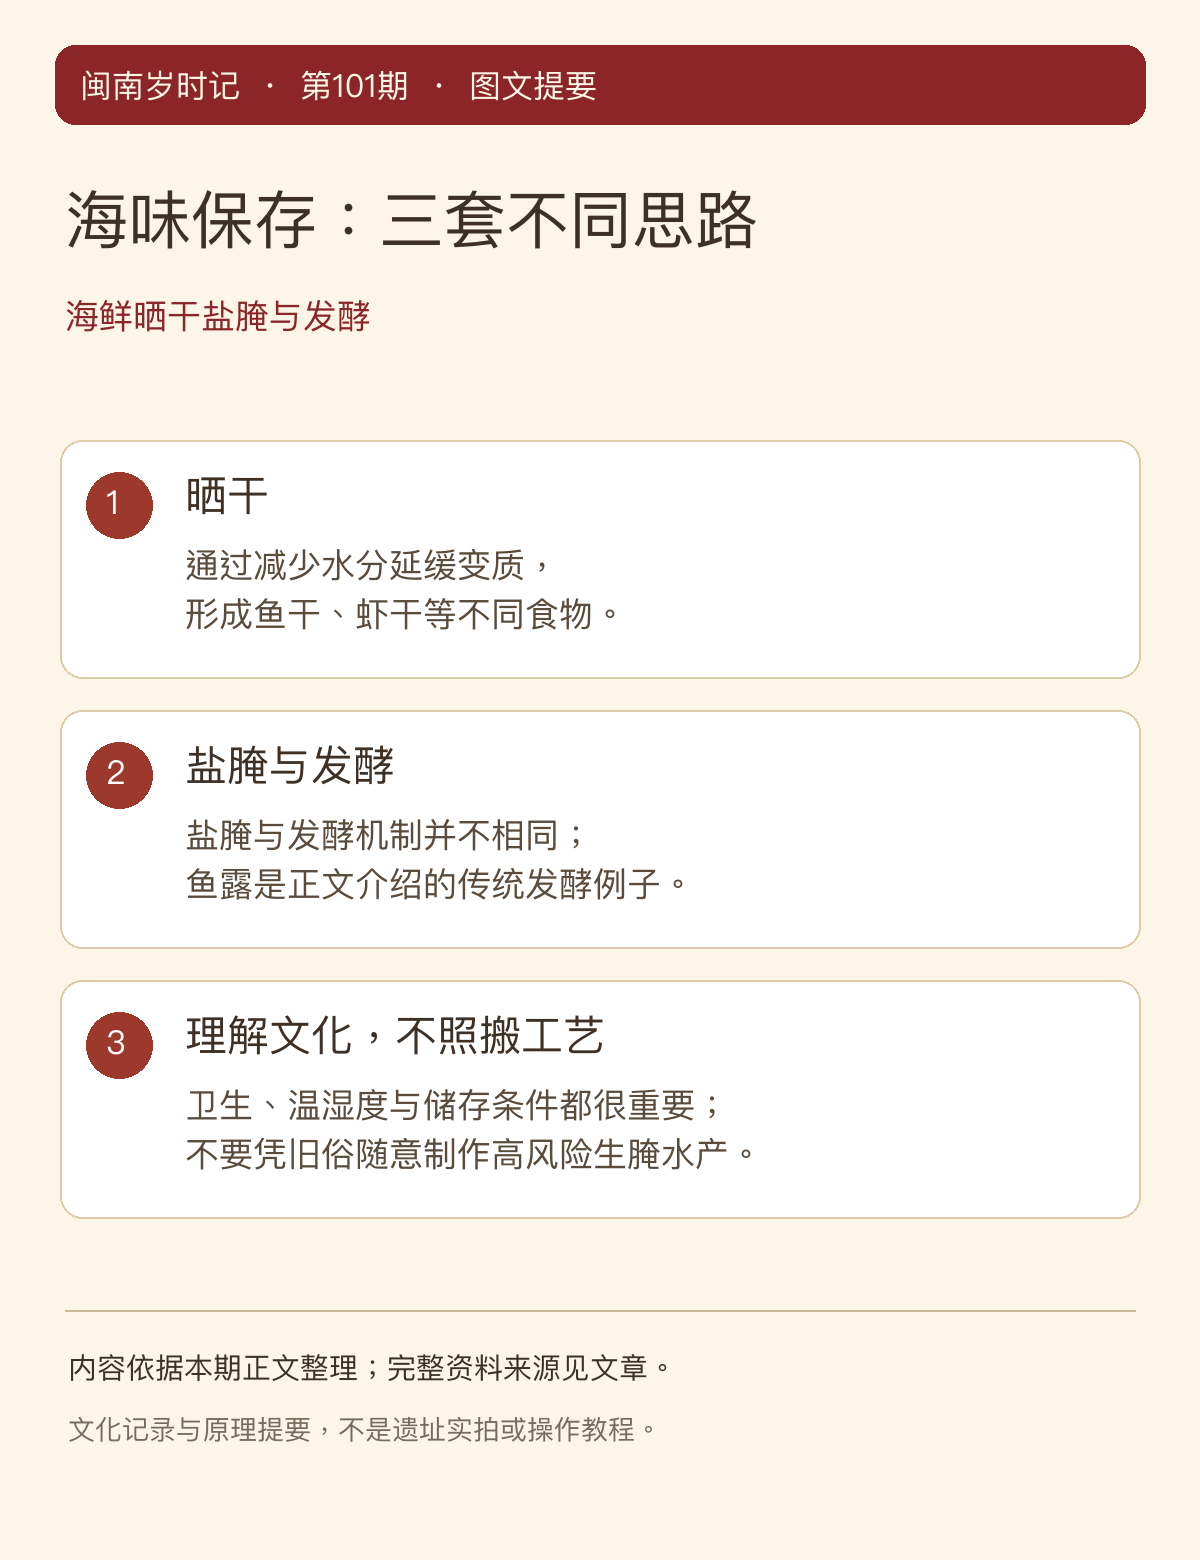 闽南岁时记 · 第101期 · 图文提要
海味保存：三套不同思路
海鲜晒干盐腌与发酵
1 晒干
通过减少水分延缓变质，
形成鱼干、虾干等不同食物。
2 盐腌与发酵
盐腌与发酵机制并不相同；
鱼露是正文介绍的传统发酵例子。
3 理解文化，不照搬工艺
卫生、温湿度与储存条件都很重要；
不要凭旧俗随意制作高风险生腌水产。
内容依据本期正文整理；完整资料来源见文章。
文化记录与原理提要，不是遗址实拍或操作教程。